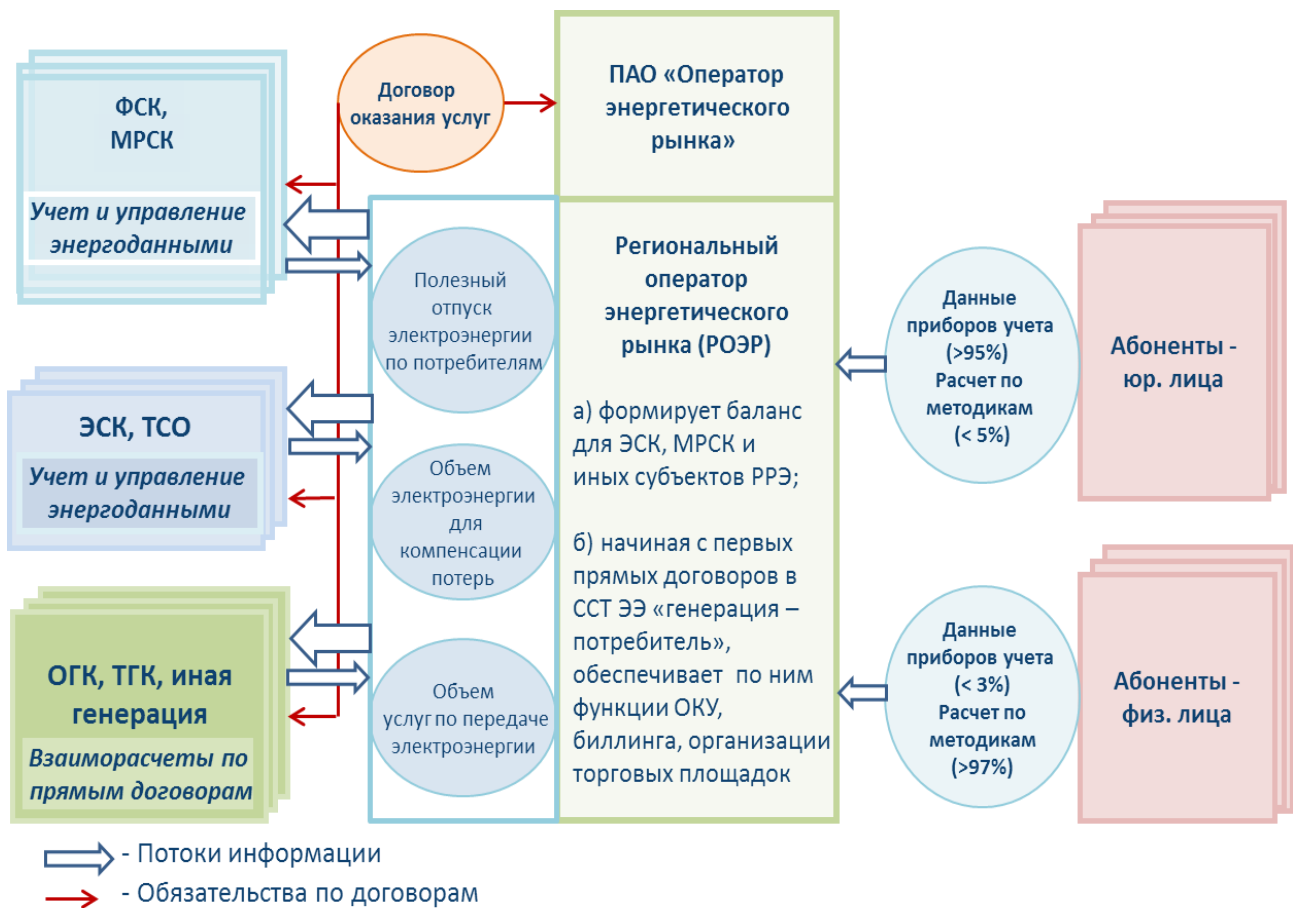 ФСК,
МРСК
Учет и управление
энергоданными
ЭСК, ТСО
Учет и управление
энергоданными
ОГК, ТГК, иная
генерация
Взаиморасчеты по
прямым договорам
Договор
оказания услуг
ПАО «Оператор
энергетического
рынка»
Полезный
отпуск
электроэнергии
по потребителям
Объем
электроэнергии
для
компенсации
потерь
Объем
услуг по передаче
электроэнергии
Региональный
оператор
энергетического
рынка (РОЭР)
а) формирует баланс
для ЭСК, МРСК и
иных субъектов РРЭ;
б) начиная с первых
прямых договоров в
ССТ ЭЭ «генерация –
потребитель»,
обеспечивает по ним
функции ОКУ,
биллинга, организации
торговых площадок
Данные
приборов учета
(>95%)
Расчет по
методикам
(< 5%)
Абоненты -
юр. лица
Данные
приборов учета
(< 3%)
Расчет по
методикам
(>97%)
Абоненты -
физ. лица
- Потоки информации
- Обязательства по договорам